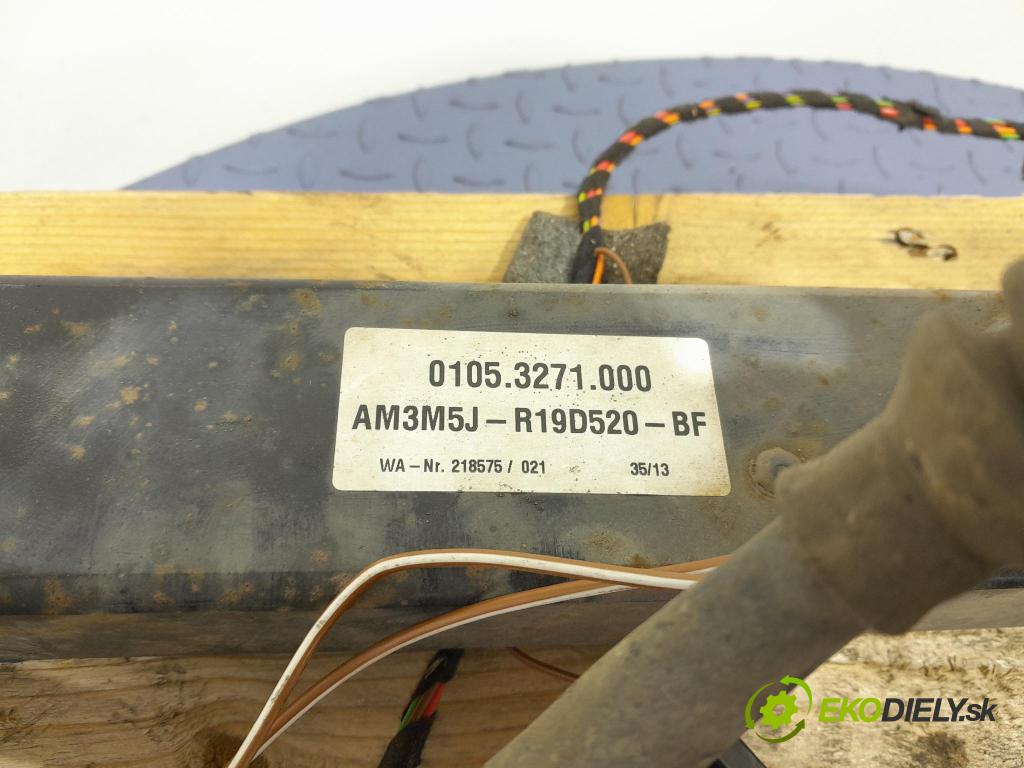 0105.3271.000
AM3M5J-R19D520-BF
WA-Nr. 218575 / 021 35/13
EKODIELY.sk